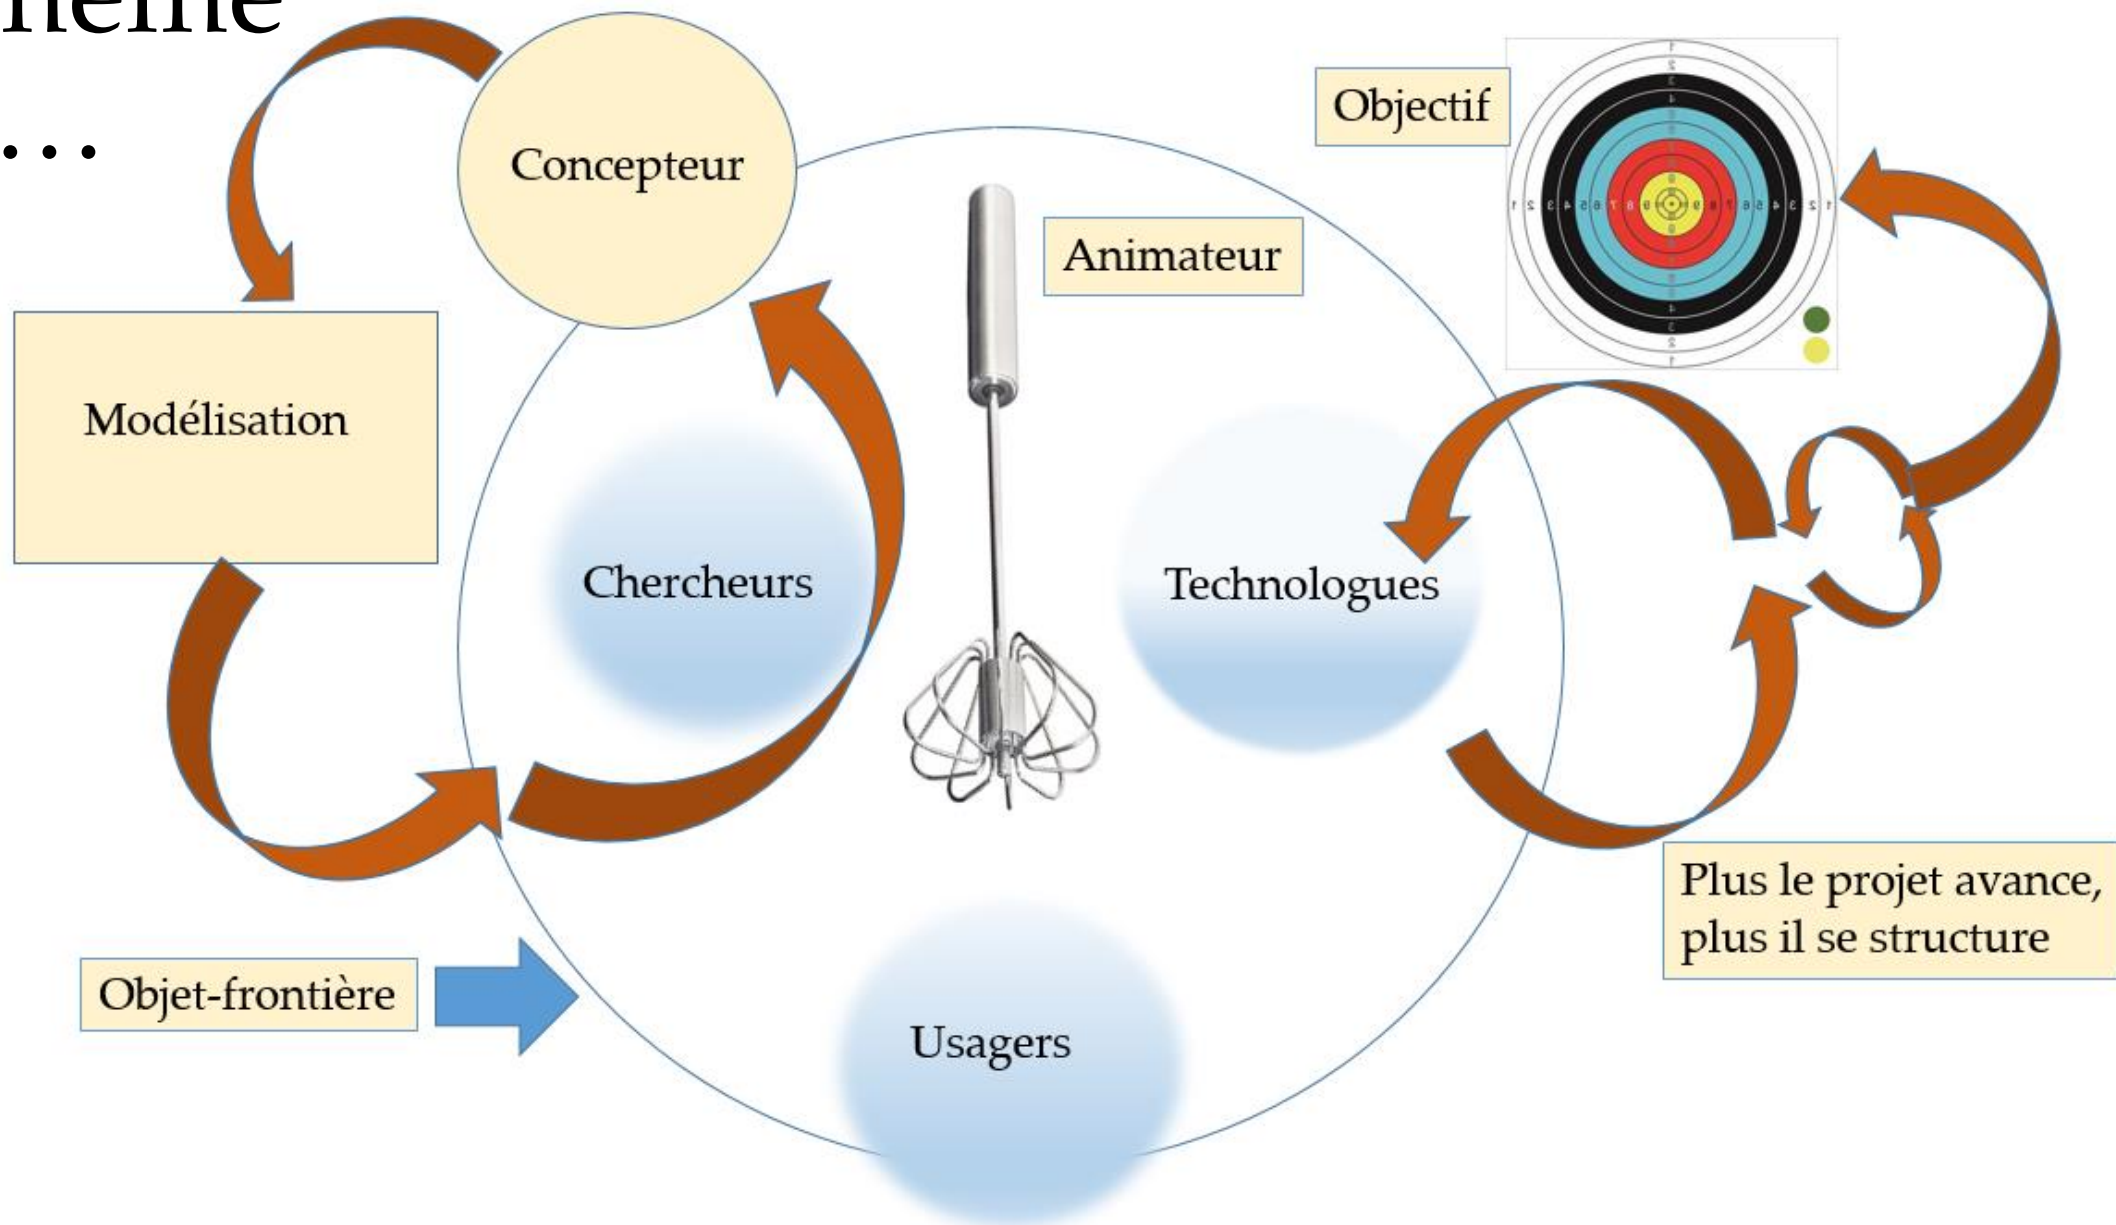 …
Concepteur
Objectif
Animateur
Modélisation
Chercheurs
Technologues
Plus le projet avance,
plus il se structure
Objet-frontière
Usagers